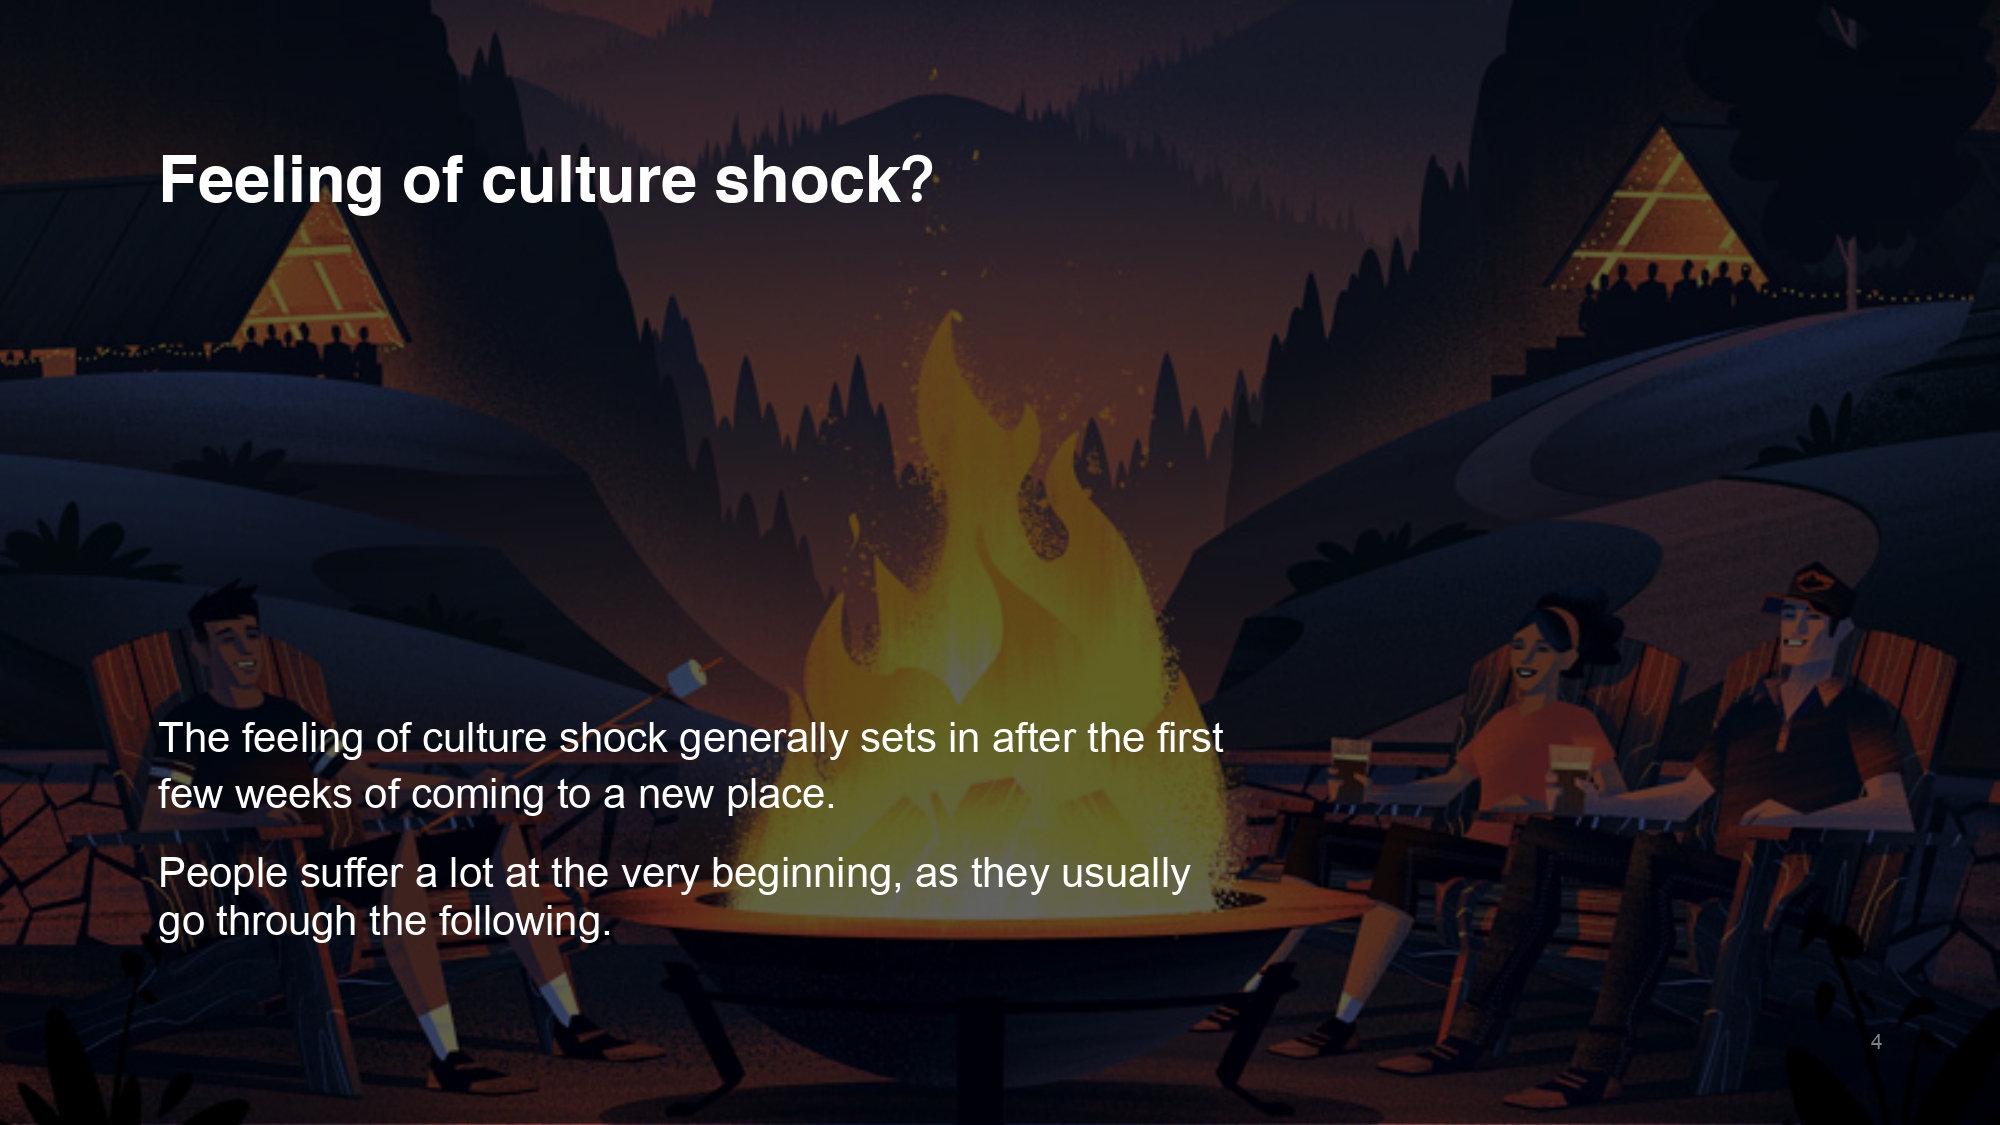 Feeling of culture shock?
The feeling of culture shock generally sets in after the first
few weeks of coming to a new place.
People suffer a lot at the very beginning, as they usually
go through the following.
4